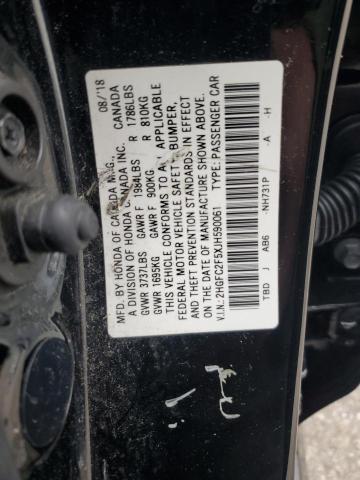 MFD. BY HONDA OF CANADA MFG., 08/'18
A DIVISION OF HONDA CANADA INC. CANADA
GVWR 3737LBS GAWR F 1984LBS R 1786LBS
GVWR 1695KG GAWR F 900KG R 810KG
THIS VEHICLE CONFORMS TO ALL APPLICABLE
FEDERAL MOTOR VEHICLE SAFETY, BUMPER,
AND THEFT PREVENTION STANDARDS IN EFFECT
ON THE DATE OF MANUFACTURE SHOWN ABOVE.
V.I.N.: 2HGFC2F5XJH590061 TYPE: PASSENGER CAR
TBD J AB6 -NH731P -A -H